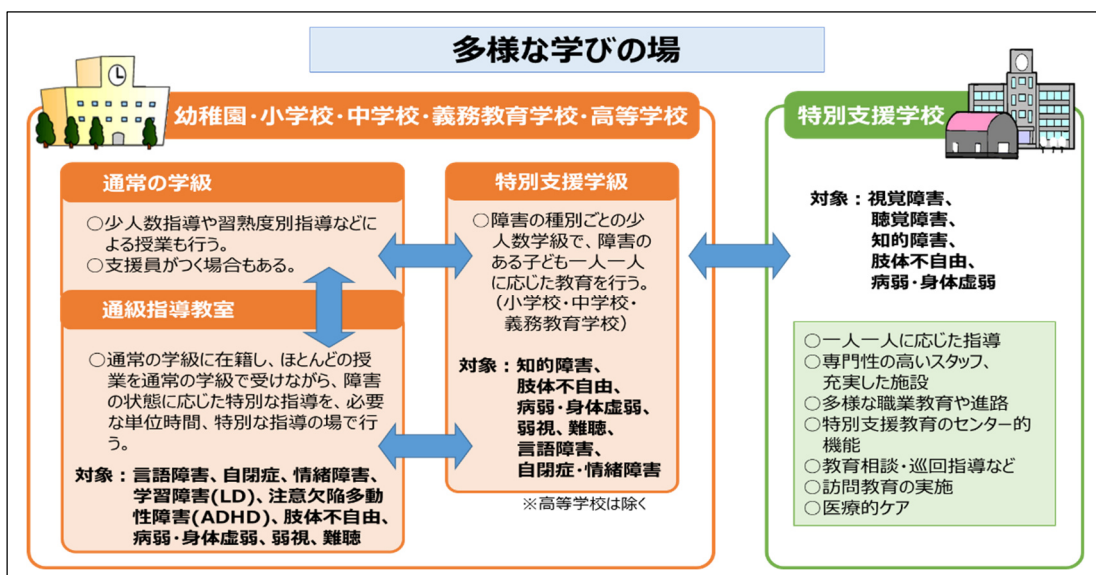 多様な学びの場
幼稚園・小学校・中学校・義務教育学校・高等学校
通常の学級
○少人数指導や習熟度別指導などに
よる授業も行う。
○支援員がつく場合もある。
通級指導教室
○通常の学級に在籍し、ほとんどの授
業を通常の学級で受けながら、障害
の状態に応じた特別な指導を、必要
な単位時間、特別な指導の場で行
う。
対象：言語障害、自閉症、情緒障害、
学習障害(LD)、注意欠陥多動
性障害(ADHD)、肢体不自由、
病弱・身体虚弱、弱視、難聴
特別支援学級
○障害の種別ごとの少
人数学級で、障害の
ある子ども一人一人
に応じた教育を行う。
（小学校・中学校・
義務教育学校）
対象：知的障害、
肢体不自由、
病弱・身体虚弱、
弱視、難聴、
言語障害、
自閉症・情緒障害
※高等学校は除く
特別支援学校
対象：視覚障害、
聴覚障害、
知的障害、
肢体不自由、
病弱・身体虚弱
○一人一人に応じた指導
○専門性の高いスタッフ、
充実した施設
○多様な職業教育や進路
○特別支援教育のセンター的
機能
○教育相談・巡回指導など
○訪問教育の実施
○医療的ケア